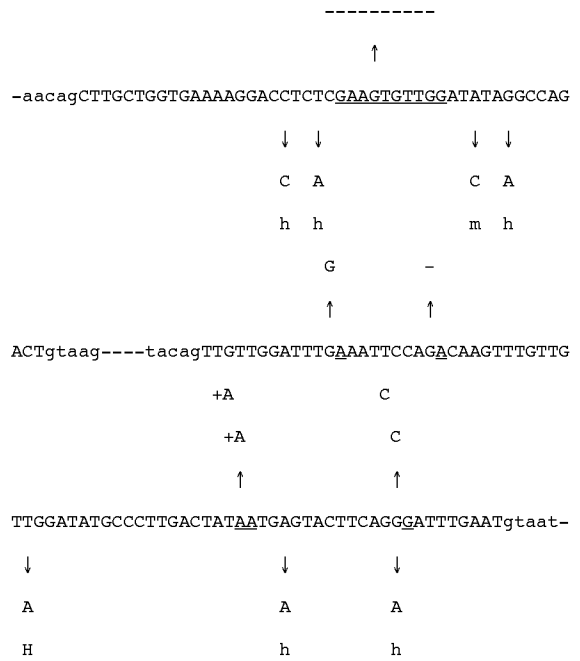 ----------
↑
-aacagCTTGCTGGTGAAAAGGACCTCTCGAAGTGTTGGATATAGGCCAG
↓ ↓ ↓ ↓
C A C A
h h m h
G -
↑ ↑
ACTgtaag----tacagTTGTTGGATTTGAAATTCCAGACAAGTTTGTTG
+A C
+A C
↑ ↑
TTGGATATGCCCTTGACTATAATGAGTACTTCAGGGATTTGAATgtaat-
↓ ↓ ↓
A A A
H h h